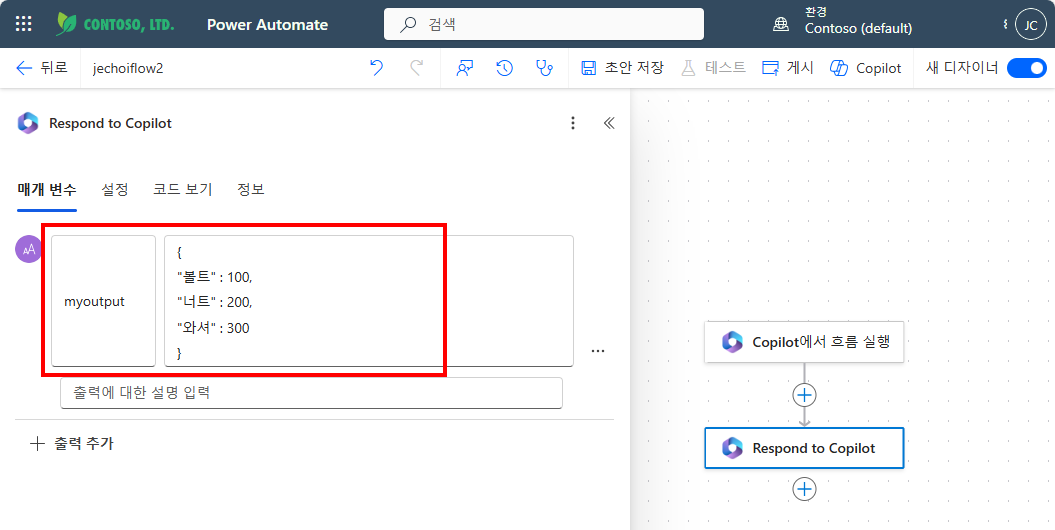 CONTOSO, LTD.
Power Automate
검색
환경
Contoso (default)
JC
뒤로
jechoiflow2
초안 저장
테스트
게시
Copilot
새 디자이너
Respond to Copilot
매개 변수
설정
코드 보기
정보
AA
myoutput
{
"볼트" : 100,
"너트" : 200,
"와셔" : 300
}
출력에 대한 설명 입력
출력 추가
Copilot에서 흐름 실행
Respond to Copilot